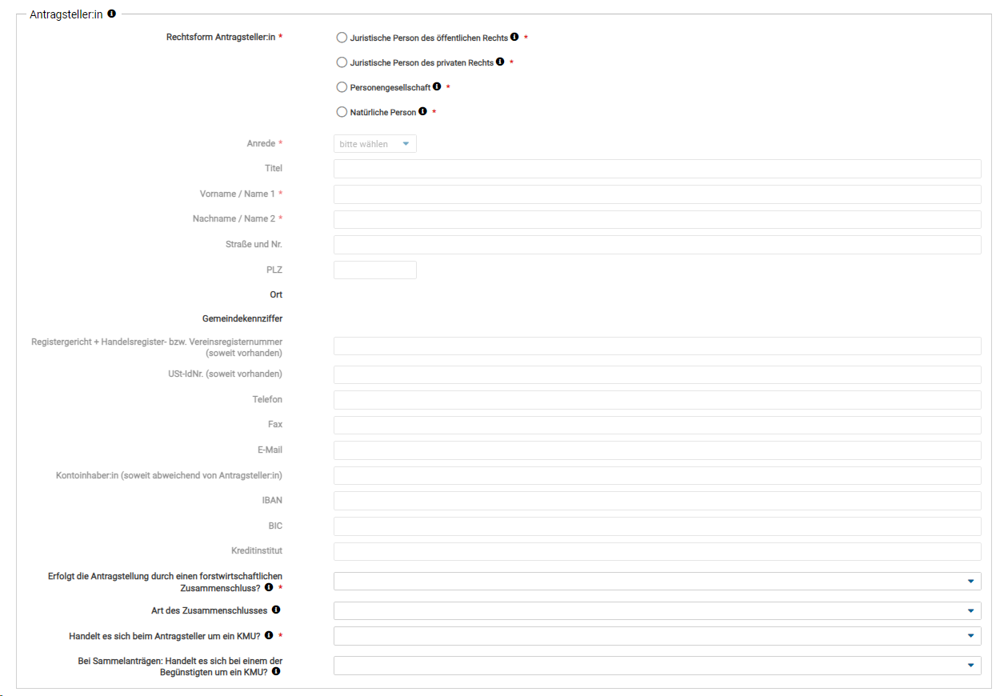 Antragsteller:in
Rechtsform Antragsteller:in *
Juristische Person des öffentlichen Rechts *
Juristische Person des privaten Rechts *
Personengesellschaft *
Natürliche Person *
Anrede *
bitte wählen
Titel
Vorname / Name 1 *
Nachname / Name 2 *
Straße und Nr.
PLZ
Ort
Gemeindekennziffer
Registergericht + Handelsregister- bzw. Vereinsregisternummer
(soweit vorhanden)
USt-IdNr. (soweit vorhanden)
Telefon
Fax
E-Mail
Kontoinhaber:in (soweit abweichend von Antragsteller:in)
IBAN
BIC
Kreditinstitut
Erfolgt die Antragstellung durch einen forstwirtschaftlichen
Zusammenschluss? *
Art des Zusammenschlusses
Handelt es sich beim Antragsteller um ein KMU? *
Bei Sammelanträgen: Handelt es sich bei einem der
Begünstigten um ein KMU?